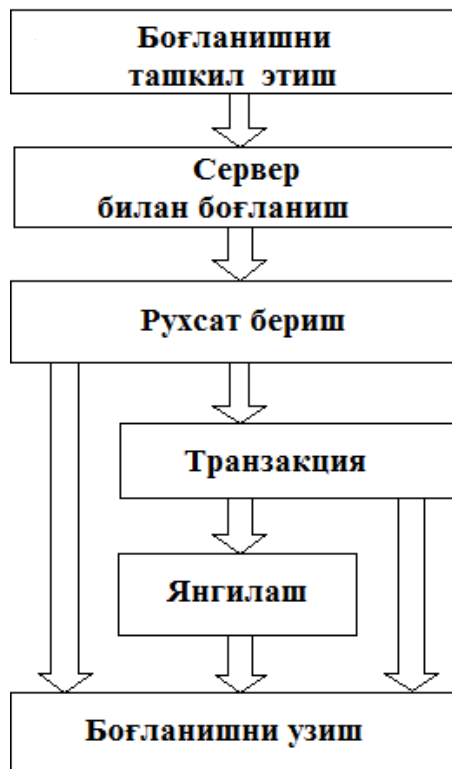 Боғланишни
ташкил этиш
Сервер
билан боғланиш
Рухсат бериш
Транзакция
Янгилаш
Боғланишни узиш